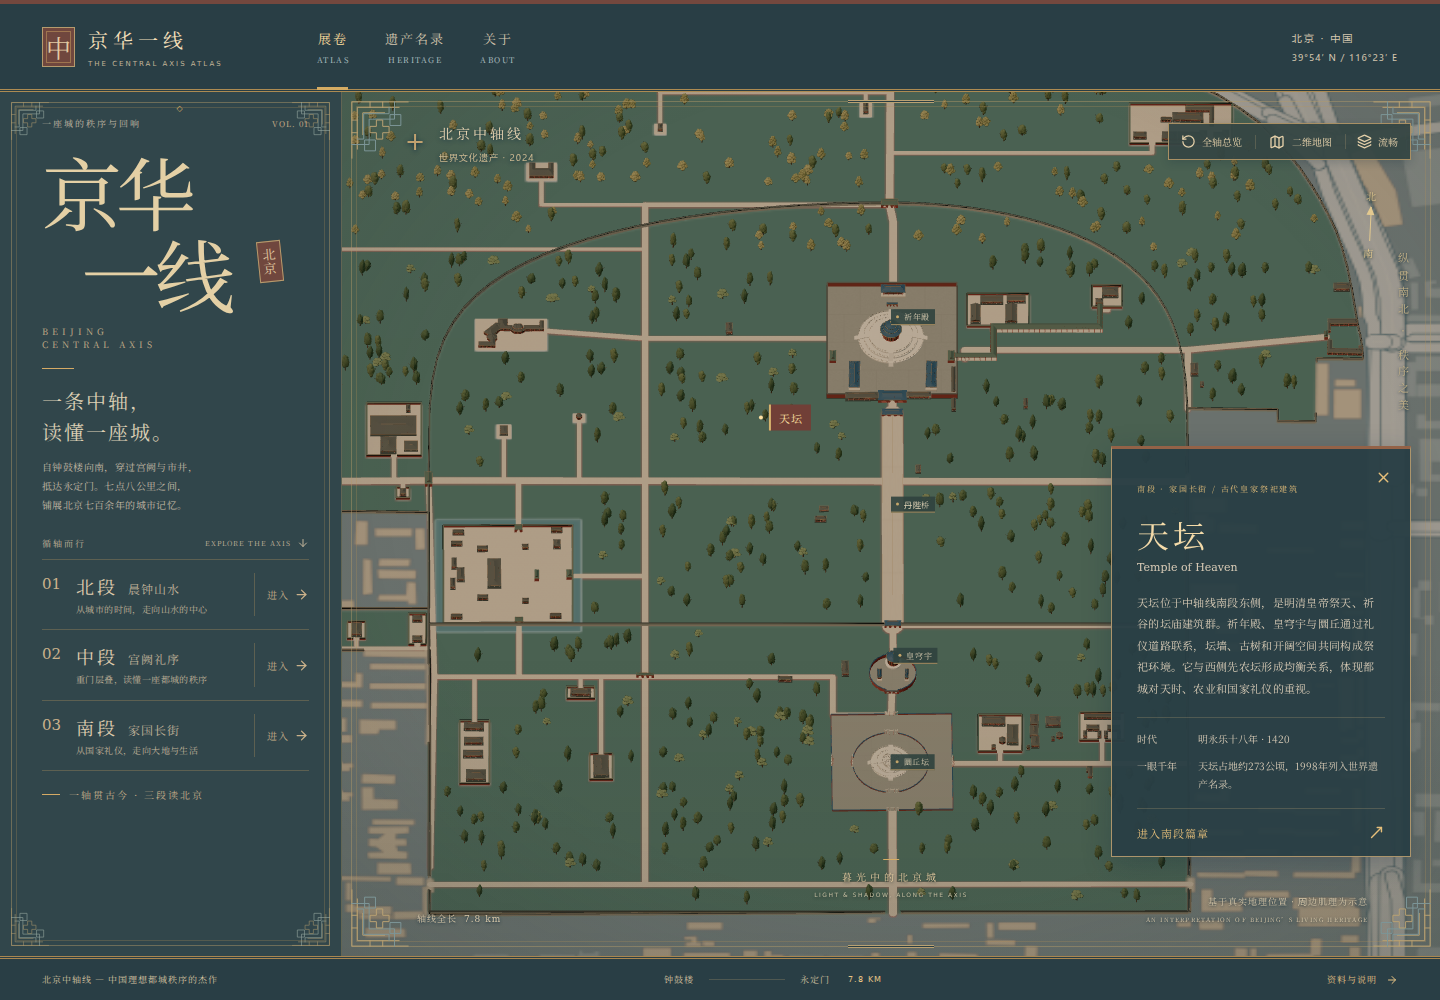 中
京华一线
THE CENTRAL AXIS ATLAS
展卷
ATLAS
遗产名录
HERITAGE
关于
ABOUT
北京 · 中国
39°54′ N / 116°23′ E
一座城的秩序与回响
VOL. 01
京华
一线
北京
BEIJING
CENTRAL AXIS
一条中轴，
读懂一座城。
自钟鼓楼向南，穿过宫阙与市井，
抵达永定门。七点八公里之间，
铺展北京七百余年的城市记忆。
循轴而行
EXPLORE THE AXIS
01 北段 晨钟山水
从城市的时间，走向山水的中心
进入
02 中段 宫阙礼序
重门层叠，读懂一座都城的秩序
进入
03 南段 家国长街
从国家礼仪，走向大地与生活
进入
一轴贯古今 · 三段读北京
北京中轴线
世界文化遗产 · 2024
全轴总览
二维地图
流畅
北
南
纵贯南北
秩序之美
祈年殿
天坛
丹陛桥
皇穹宇
圜丘坛
南段 · 家国长街 / 古代皇家祭祀建筑
天坛
Temple of Heaven
天坛位于中轴线南段东侧，是明清皇帝祭天、祈
谷的坛庙建筑群。祈年殿、皇穹宇与圜丘通过礼
仪道路联系，坛墙、古树和开阔空间共同构成祭
祀环境。它与西侧先农坛形成均衡关系，体现都
城对天时、农业和国家礼仪的重视。
时代 明永乐十八年 · 1420
一眼千年 天坛占地约273公顷，1998年列入世界遗
产名录。
进入南段篇章
暮光中的北京城
LIGHT & SHADOW ALONG THE AXIS
轴线全长 7.8 km
基于真实地理位置 · 周边肌理为示意
AN INTERPRETATION OF BEIJING'S LIVING HERITAGE
北京中轴线 — 中国理想都城秩序的杰作
钟鼓楼
永定门
7.8 KM
资料与说明